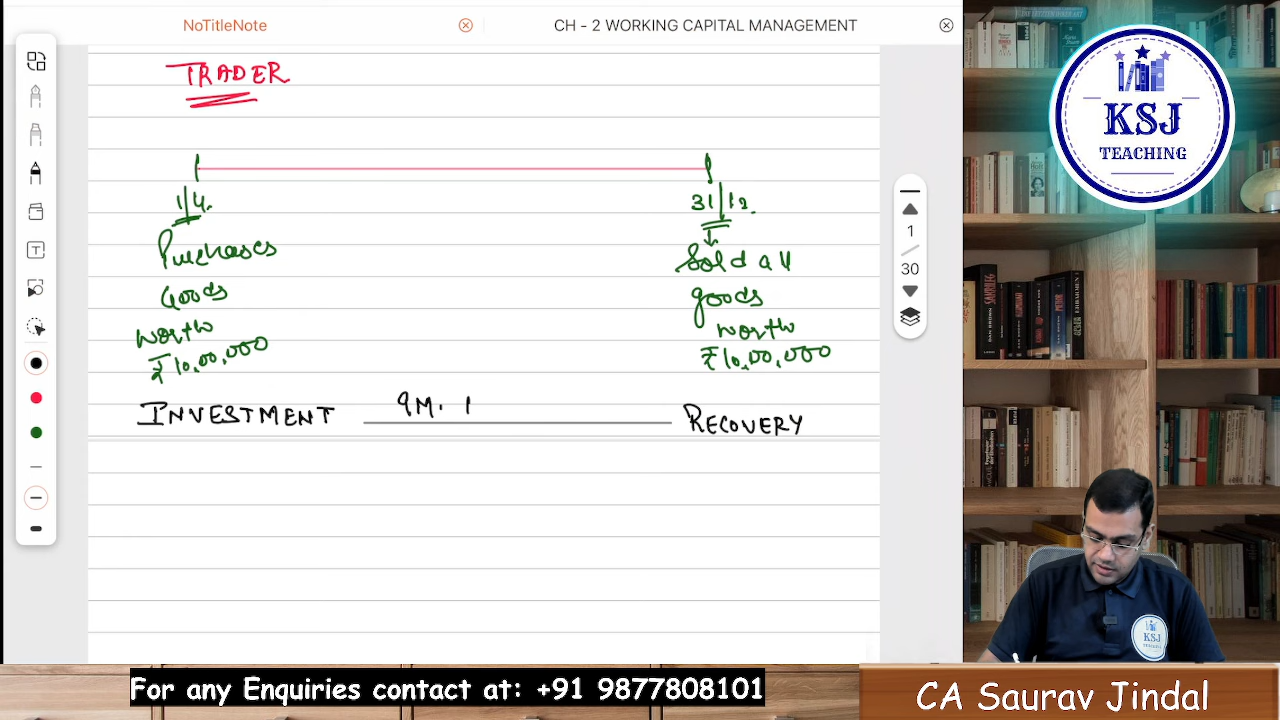 NoTitleNote
CH - 2 WORKING CAPITAL MANAGEMENT
TRADER
1/4.
31/12.
Purchases
Goods
worth
₹10,00,000
Sold all
goods
worth
₹10,00,000
INVESTMENT
9M.
RECOVERY
1
30
KSJ
TEACHING
KSJ
TEACHING
For any Enquiries contact at: +91 9877808101
CA Saurav Jindal